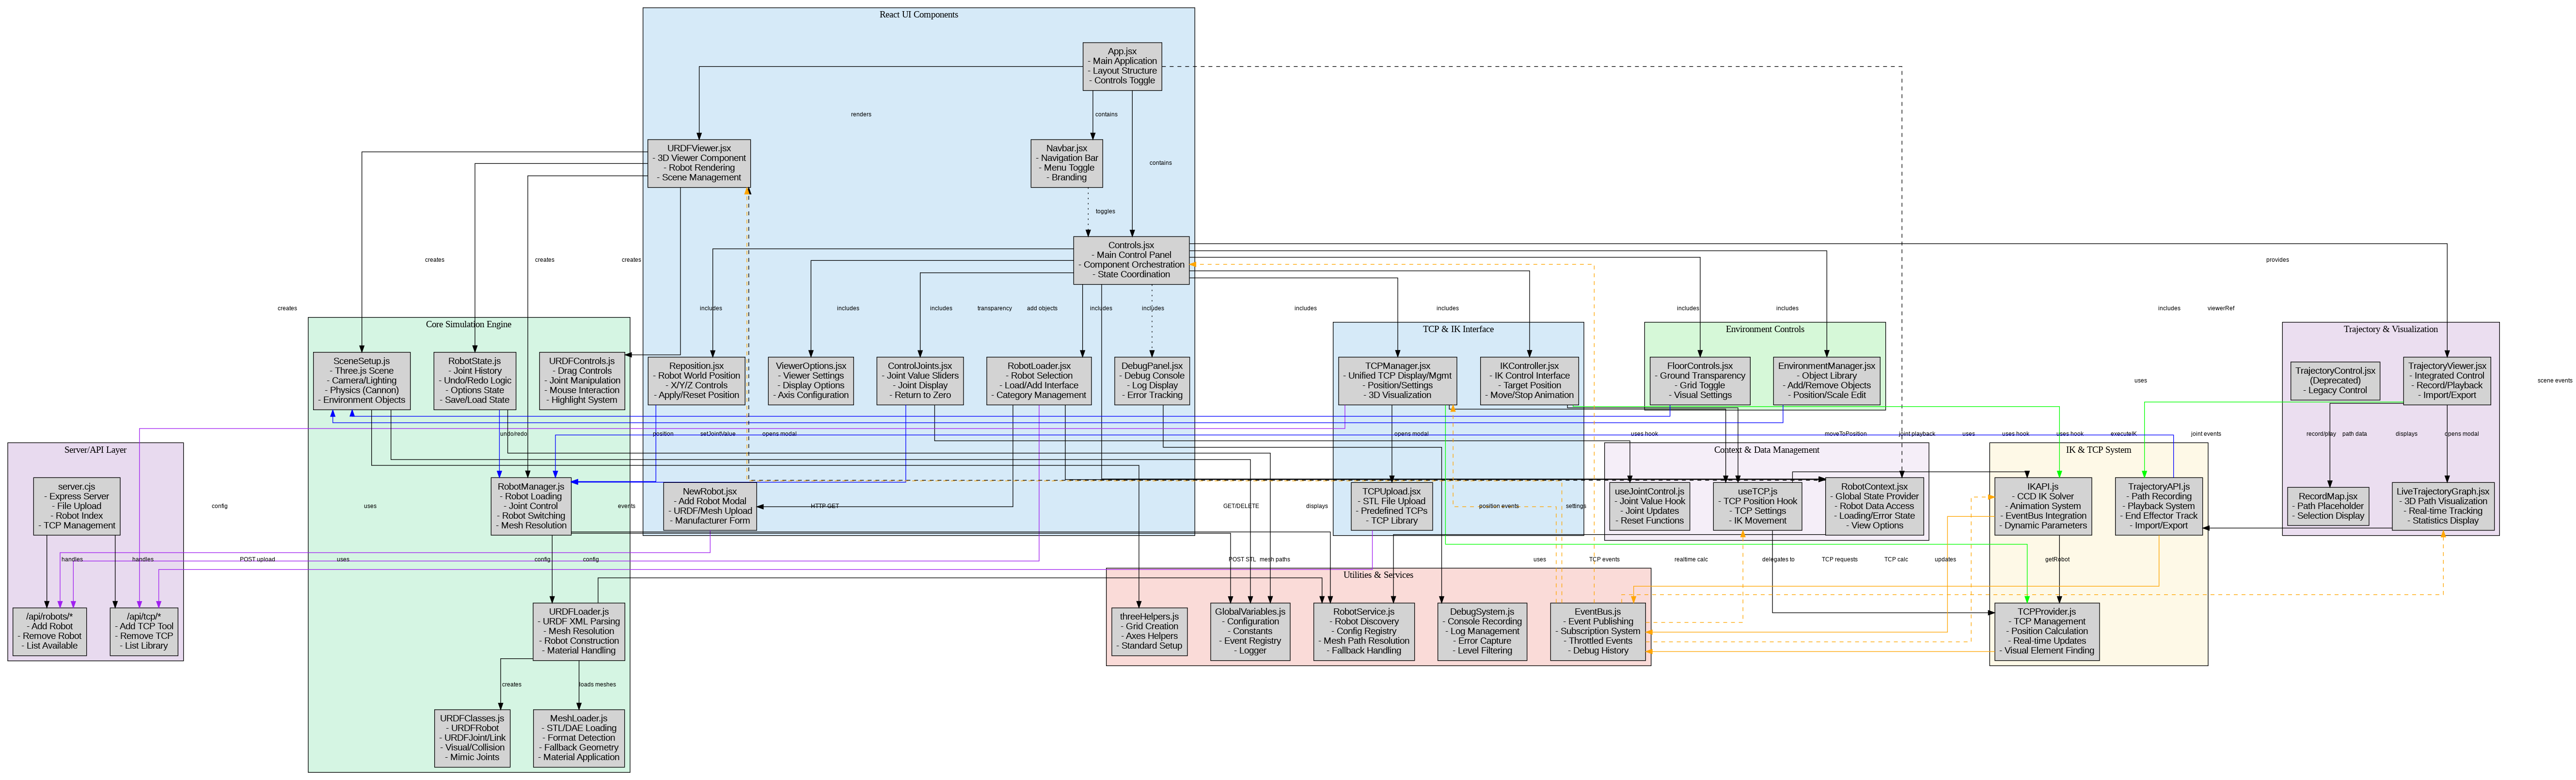 React UI Components
App.jsx
- Main Application
- Layout Structure
- Controls Toggle
renders
contains
URDFViewer.jsx
- 3D Viewer Component
- Robot Rendering
- Scene Management
Navbar.jsx
- Navigation Bar
- Menu Toggle
- Branding
contains
toggles
Controls.jsx
- Main Control Panel
- Component Orchestration
- State Coordination
creates
creates
creates
provides
creates
includes
includes
includes
transparency
add objects
includes
includes
includes
includes
includes
includes
includes
viewerRef
Core Simulation Engine
TCP & IK Interface
Environment Controls
Trajectory & Visualization
SceneSetup.js
- Three.js Scene
- Camera/Lighting
- Physics (Cannon)
- Environment Objects
RobotState.js
- Joint History
- Undo/Redo Logic
- Options State
- Save/Load State
URDFControls.js
- Drag Controls
- Joint Manipulation
- Mouse Interaction
- Highlight System
Reposition.jsx
- Robot World Position
- X/Y/Z Controls
- Apply/Reset Position
ViewerOptions.jsx
- Viewer Settings
- Display Options
- Axis Configuration
ControlJoints.jsx
- Joint Value Sliders
- Joint Display
- Return to Zero
RobotLoader.jsx
- Robot Selection
- Load/Add Interface
- Category Management
DebugPanel.jsx
- Debug Console
- Log Display
- Error Tracking
TCPManager.jsx
- Unified TCP Display/Mgmt
- Position/Settings
- 3D Visualization
IKController.jsx
- IK Control Interface
- Target Position
- Move/Stop Animation
FloorControls.jsx
- Ground Transparency
- Grid Toggle
- Visual Settings
EnvironmentManager.jsx
- Object Library
- Add/Remove Objects
- Position/Scale Edit
uses
TrajectoryControl.jsx
(Deprecated)
- Legacy Control
TrajectoryViewer.jsx
- Integrated Control
- Record/Playback
- Import/Export
scene events
undo/redo
position
setJointValue
opens modal
opens modal
uses hook
moveToPosition
joint playback
uses
uses hook
uses hook
executeIK
joint events
record/play
path data
displays
opens modal
Server/API Layer
Context & Data Management
IK & TCP System
server.cjs
- Express Server
- File Upload
- Robot Index
- TCP Management
config
uses
RobotManager.js
- Robot Loading
- Joint Control
- Robot Switching
- Mesh Resolution
events
NewRobot.jsx
- Add Robot Modal
- URDF/Mesh Upload
- Manufacturer Form
HTTP GET
GET/DELETE
displays
TCPUpload.jsx
- STL File Upload
- Predefined TCPs
- TCP Library
position events
settings
useJointControl.js
- Joint Value Hook
- Joint Updates
- Reset Functions
useTCP.js
- TCP Position Hook
- TCP Settings
- IK Movement
RobotContext.jsx
- Global State Provider
- Robot Data Access
- Loading/Error State
- View Options
IKAPI.js
- CCD IK Solver
- Animation System
- EventBus Integration
- Dynamic Parameters
TrajectoryAPI.js
- Path Recording
- Playback System
- End Effector Track
- Import/Export
RecordMap.jsx
- Path Placeholder
- Selection Display
LiveTrajectoryGraph.jsx
- 3D Path Visualization
- Real-time Tracking
- Statistics Display
handles
handles
POST upload
uses
config
config
POST STL
mesh paths
uses
TCP events
realtime calc
delegates to
TCP requests
TCP calc
updates
getRobot
Utilities & Services
/api/robots/*
- Add Robot
- Remove Robot
- List Available
/api/tcp/*
- Add TCP Tool
- Remove TCP
- List Library
URDFLoader.js
- URDF XML Parsing
- Mesh Resolution
- Robot Construction
- Material Handling
threeHelpers.js
- Grid Creation
- Axes Helpers
- Standard Setup
GlobalVariables.js
- Configuration
- Constants
- Event Registry
- Logger
RobotService.js
- Robot Discovery
- Config Registry
- Mesh Path Resolution
- Fallback Handling
DebugSystem.js
- Console Recording
- Log Management
- Error Capture
- Level Filtering
EventBus.js
- Event Publishing
- Subscription System
- Throttled Events
- Debug History
TCPProvider.js
- TCP Management
- Position Calculation
- Real-time Updates
- Visual Element Finding
creates
loads meshes
URDFClasses.js
- URDFRobot
- URDFJoint/Link
- Visual/Collision
- Mimic Joints
MeshLoader.js
- STL/DAE Loading
- Format Detection
- Fallback Geometry
- Material Application